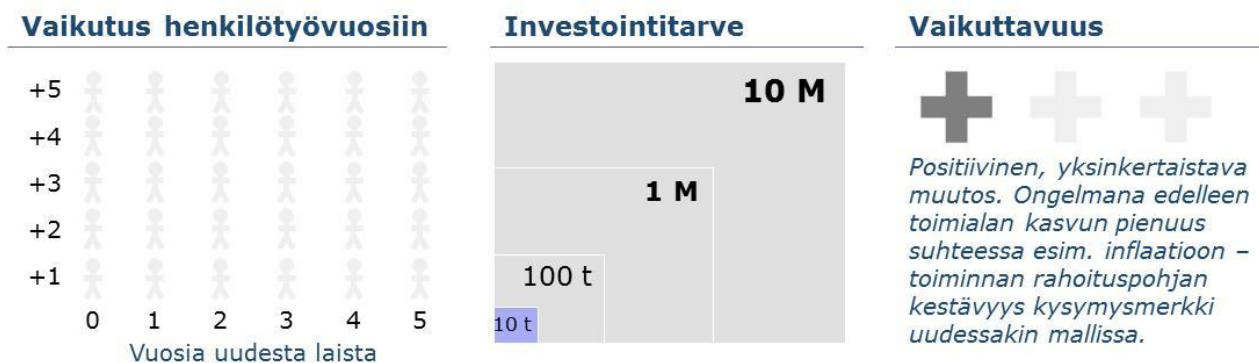 Vaikutus henkilötyövuosiin
+5
+4
+3
+2
+1
0 1 2 3 4 5
Vuosia uudesta laista
Investointitarve
10 M
1 M
100 t
10 t
Vaikuttavuus
Positiivinen, yksinkertaistava
muutos. Ongelmana edelleen
toimialan kasvun pienuus
suhteessa esim. inflaatioon –
toiminnan rahoituspohjan
kestävyys kysymysmerkki
uudessakin mallissa.